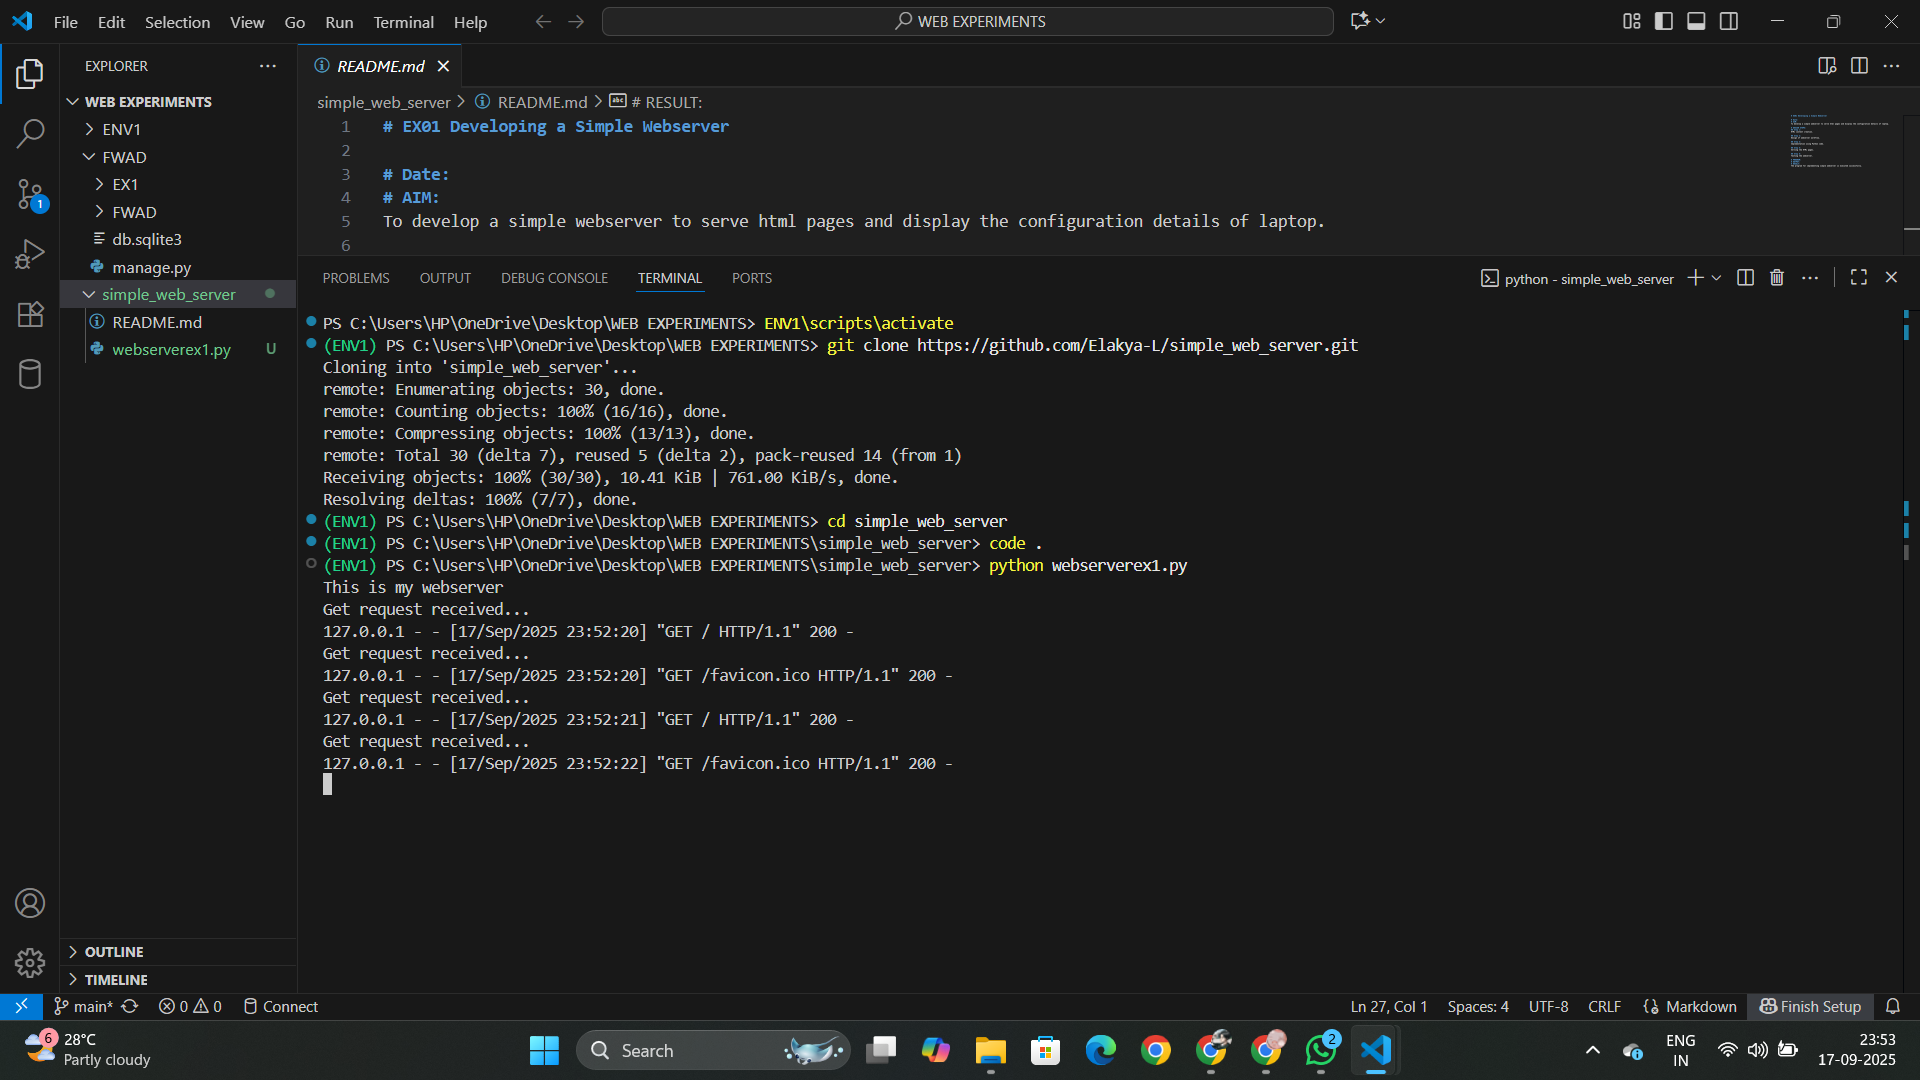 File Edit Selection View Go Run Terminal Help
WEB EXPERIMENTS
EXPLORER
WEB EXPERIMENTS
ENV1
FWAD
EX1
FWAD
db.sqlite3
manage.py
simple_web_server
README.md
webserverex1.py U
1
OUTLINE
TIMELINE
README.md
simple_web_server > README.md > # RESULT:
1 # EX01 Developing a Simple Webserver
2
3 # Date:
4 # AIM:
5 To develop a simple webserver to serve html pages and display the configuration details of laptop.
6
PROBLEMS OUTPUT DEBUG CONSOLE TERMINAL PORTS
python - simple_web_server
PS C:\Users\HP\OneDrive\Desktop\WEB EXPERIMENTS> ENV1\scripts\activate
(ENV1) PS C:\Users\HP\OneDrive\Desktop\WEB EXPERIMENTS> git clone https://github.com/Elakya-L/simple_web_server.git
Cloning into 'simple_web_server'...
remote: Enumerating objects: 30, done.
remote: Counting objects: 100% (16/16), done.
remote: Compressing objects: 100% (13/13), done.
remote: Total 30 (delta 7), reused 5 (delta 2), pack-reused 14 (from 1)
Receiving objects: 100% (30/30), 10.41 KiB | 761.00 KiB/s, done.
Resolving deltas: 100% (7/7), done.
(ENV1) PS C:\Users\HP\OneDrive\Desktop\WEB EXPERIMENTS> cd simple_web_server
(ENV1) PS C:\Users\HP\OneDrive\Desktop\WEB EXPERIMENTS\simple_web_server> code .
(ENV1) PS C:\Users\HP\OneDrive\Desktop\WEB EXPERIMENTS\simple_web_server> python webserverex1.py
This is my webserver
Get request received...
127.0.0.1 - - [17/Sep/2025 23:52:20] "GET / HTTP/1.1" 200 -
Get request received...
127.0.0.1 - - [17/Sep/2025 23:52:20] "GET /favicon.ico HTTP/1.1" 200 -
Get request received...
127.0.0.1 - - [17/Sep/2025 23:52:21] "GET / HTTP/1.1" 200 -
Get request received...
127.0.0.1 - - [17/Sep/2025 23:52:22] "GET /favicon.ico HTTP/1.1" 200 -
main* 0 0 Connect
Ln 27, Col 1 Spaces: 4 UTF-8 CRLF Markdown Finish Setup
6 28°C
Partly cloudy
Search
2
ENG
IN
23:53
17-09-2025